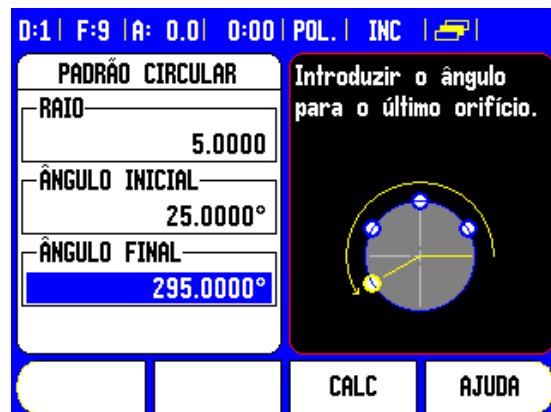 D:1| F:9 |A: 0.0| 0:00| POL.| INC |
PADRÃO CIRCULAR
RAIO
5.0000
ÂNGULO INICIAL
25.0000°
ÂNGULO FINAL
295.0000°
Introduzir o ângulo
para o últim orifício.
CALC
AJUDA